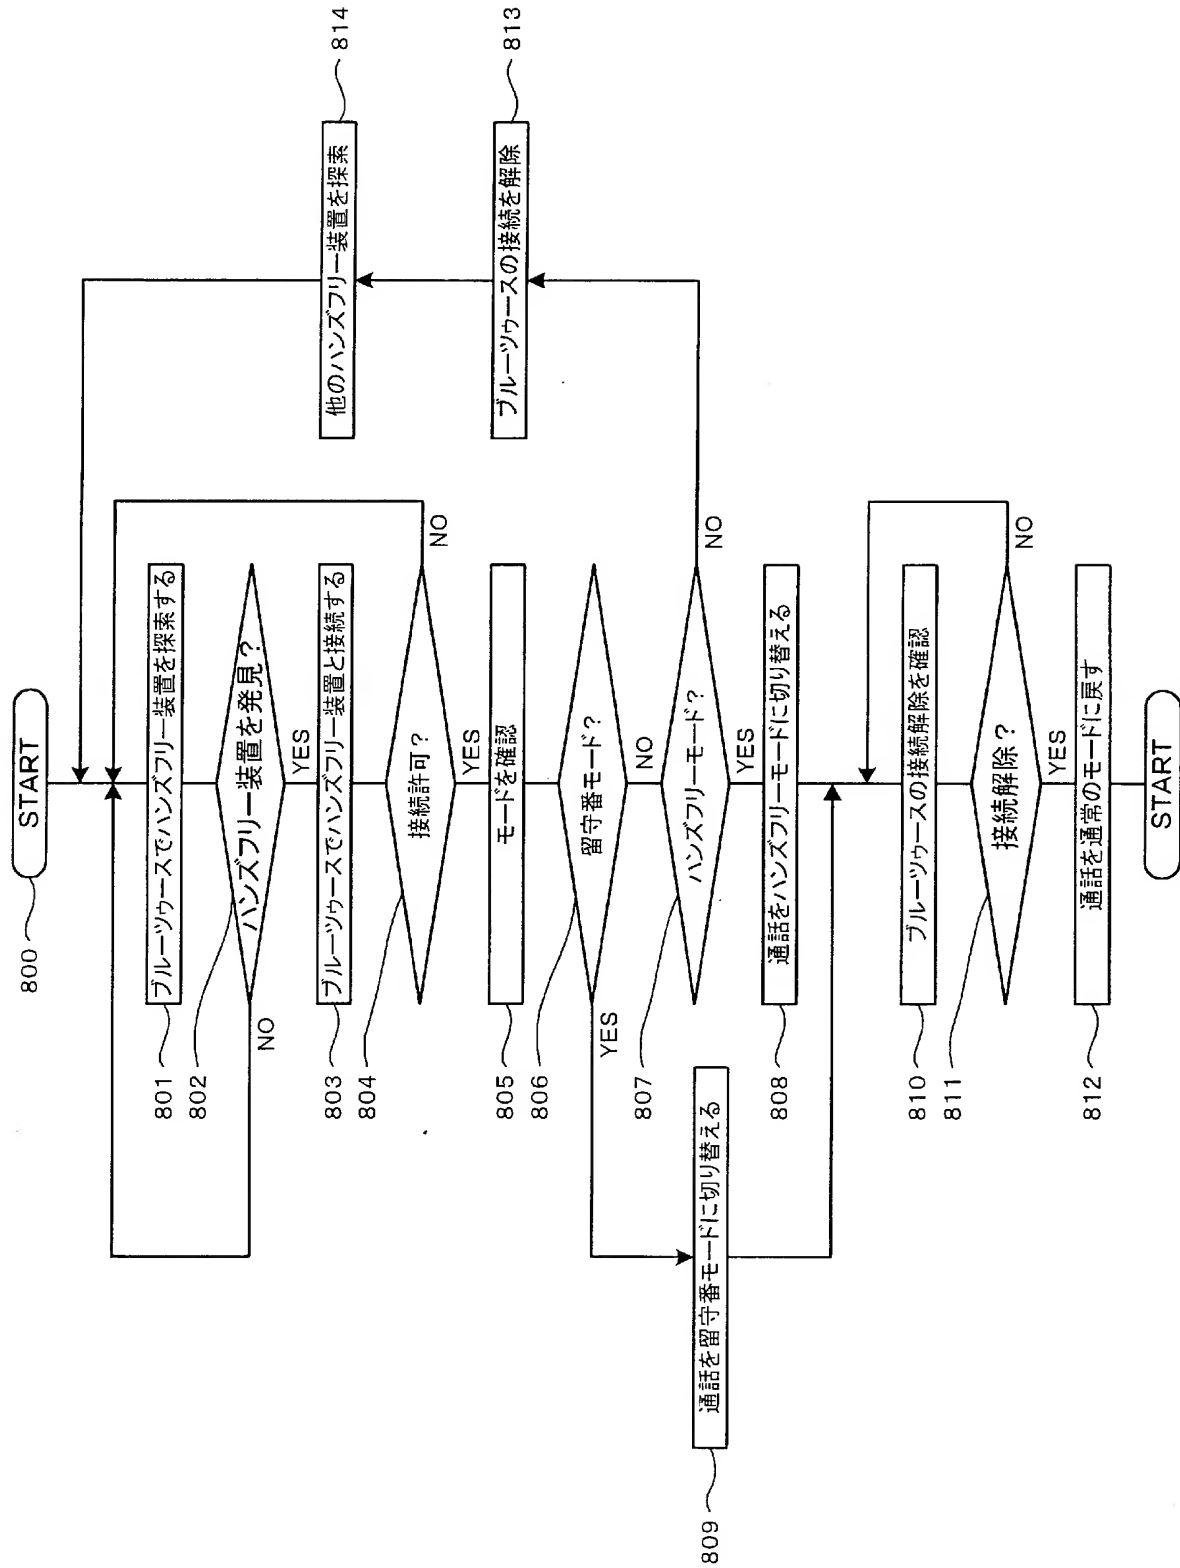 START
800
ブルーツゥースでハンズフリー装置を探索する
801
ハンズフリー装置を発見？
802
NO
YES
ブルーツゥースでハンズフリー装置と接続する
803
接続許可？
804
NO
YES
モードを確認
805
留守番モード？
806
YES
NO
ハンズフリーモード？
807
NO
YES
通話をハンズフリーモードに切り替える
808
通話を留守番モードに切り替える
809
ブルーツゥースの接続解除を確認
810
接続解除？
811
NO
YES
通話を通常のモードに戻す
812
START
ブルーツゥースの接続を解除
813
他のハンズフリー装置を探索
814